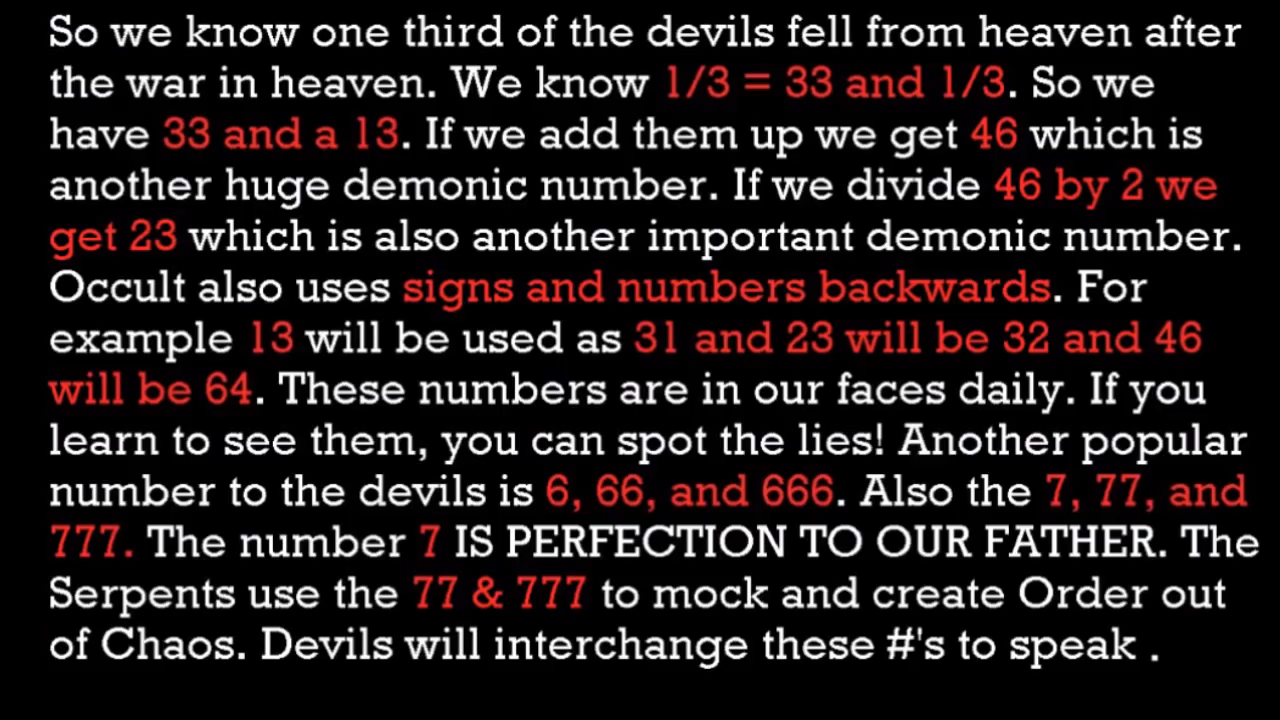 So we know one third of the devils fell from heaven after
the war in heaven. We know 1/3 = 33 and 1/3. So we
have 33 and a 13. If we add them up we get 46 which is
another huge demonic number. If we divide 46 by 2 we
get 23 which is also another important demonic number.
Occult also uses signs and numbers backwards. For
example 13 will be used as 31 and 23 will be 32 and 46
will be 64. These numbers are in our faces daily. If you
learn to see them, you can spot the lies! Another popular
number to the devils is 6, 66, and 666. Also the 7, 77, and
777. The number 7 IS PERFECTION TO OUR FATHER. The
Serpents use the 77 & 777 to mock and create Order out
of Chaos. Devils will interchange these #'s to speak .